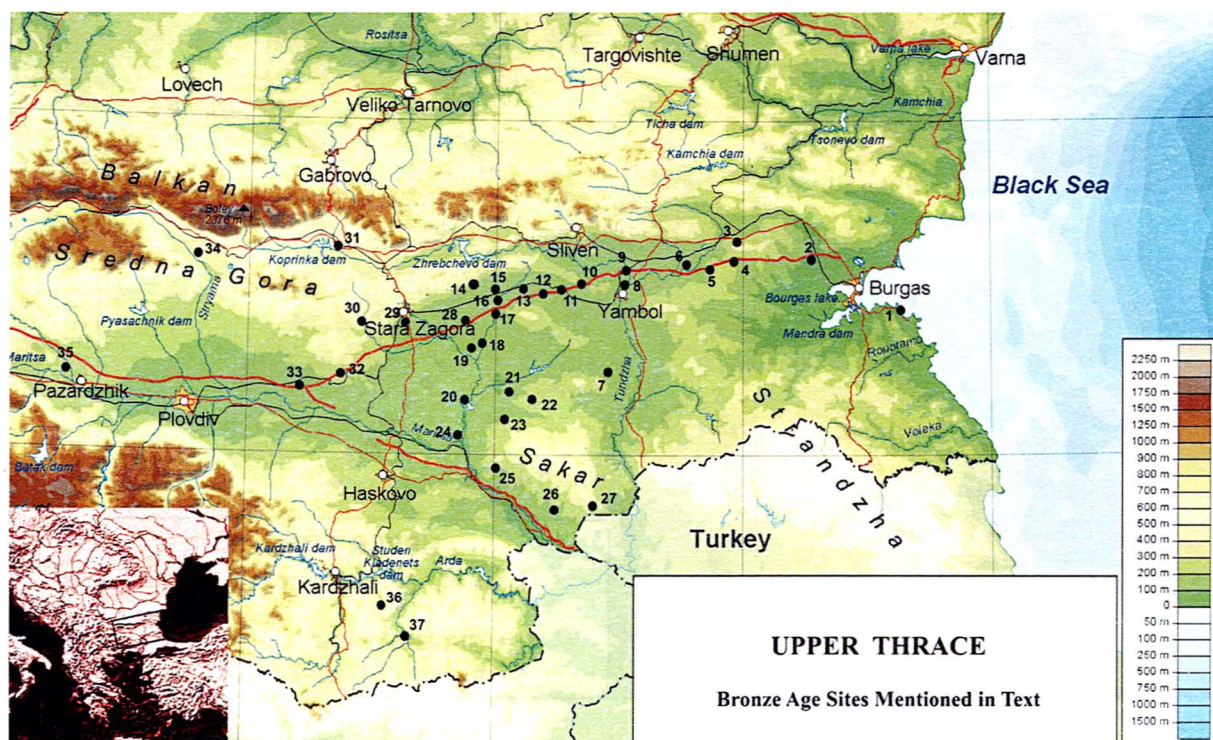 Lovech
Rositsa
Veliko Tarnovo
Targovishte
Shumen
Varna lake
Varna
Kamchia
Ticha dam
Tsonevo dam
Kamchia dam
Gabrovo
Balkan
Botev
2376 m
Black Sea
Sredna Gora
34
31
Koprinka dam
Zhrebchevo dam
Sliven
3
2
6
9
4
5
10
8
14
15
12
13
11
16
17
Yambol
Burgas
Bourgas lake
Mandra dam
1
Stryama
Pyasachnik dam
30
29
Stara Zagora
28
18
19
Maritsa
35
Pazardzhik
33
32
Plovdiv
7
Tundzha
20
21
22
23
24
Maritsa
Strandzha
Veleka
Batak dam
Haskovo
25
Sakar
26
27
Turkey
Kardzhali dam
Studen
Kladenets
dam
Arda
Kardzhali
36
37
UPPER THRACE
Bronze Age Sites Mentioned in Text
2250 m
2000 m
1750 m
1500 m
1250 m
1000 m
900 m
800 m
700 m
600 m
500 m
400 m
300 m
200 m
100 m
0
50 m
100 m
250 m
500 m
750 m
1000 m
1500 m